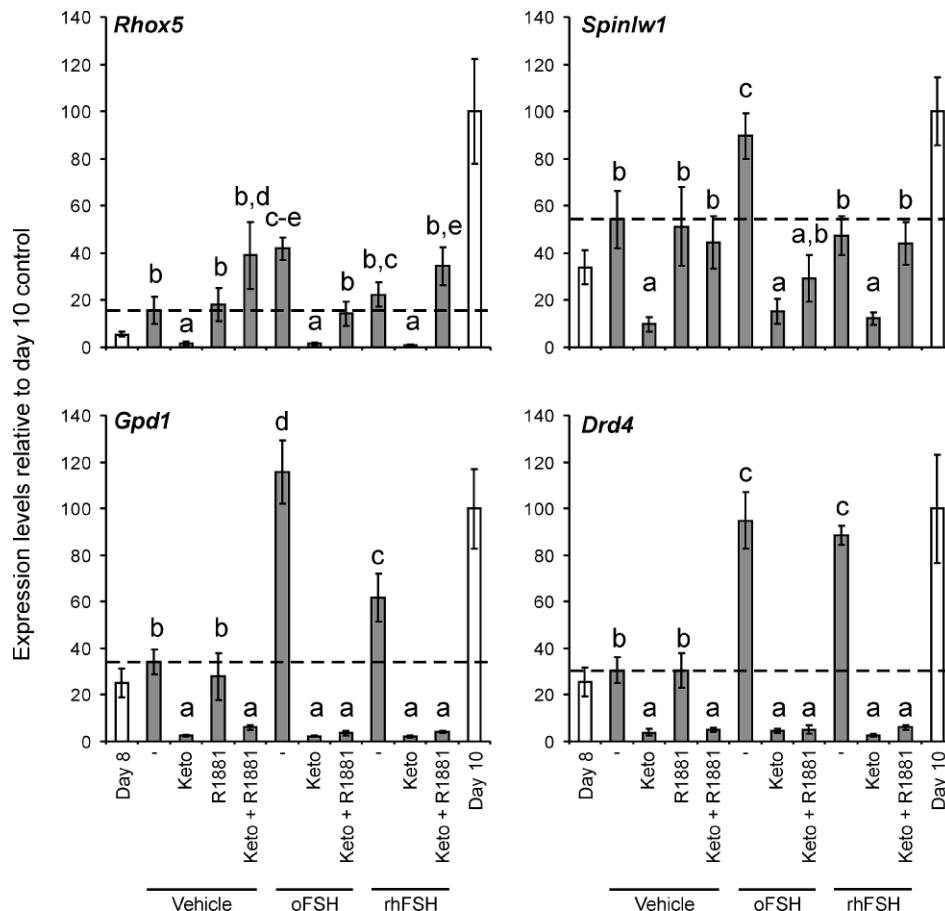 Expression levels relative to day 10 control
Rhox5
140
120
100
80
60
40
20
0
b
a
b
b,d
c-e
a
b
b,c
a
b,e
Spinlw1
140
120
100
80
60
40
20
0
b
a
b
b
c
a
a,b
b
a
b
Gpd1
140
120
100
80
60
40
20
0
b
a
b
a
d
a
a
c
a
a
Drd4
140
120
100
80
60
40
20
0
b
a
b
a
c
a
a
c
a
a
Day 8
-
Keto
R1881
Keto + R1881
-
Keto
Keto + R1881
-
Keto
Keto + R1881
Day 10
Vehicle
oFSH
rhFSH
Day 8
-
Keto
R1881
Keto + R1881
-
Keto
Keto + R1881
-
Keto
Keto + R1881
Day 10
Vehicle
oFSH
rhFSH